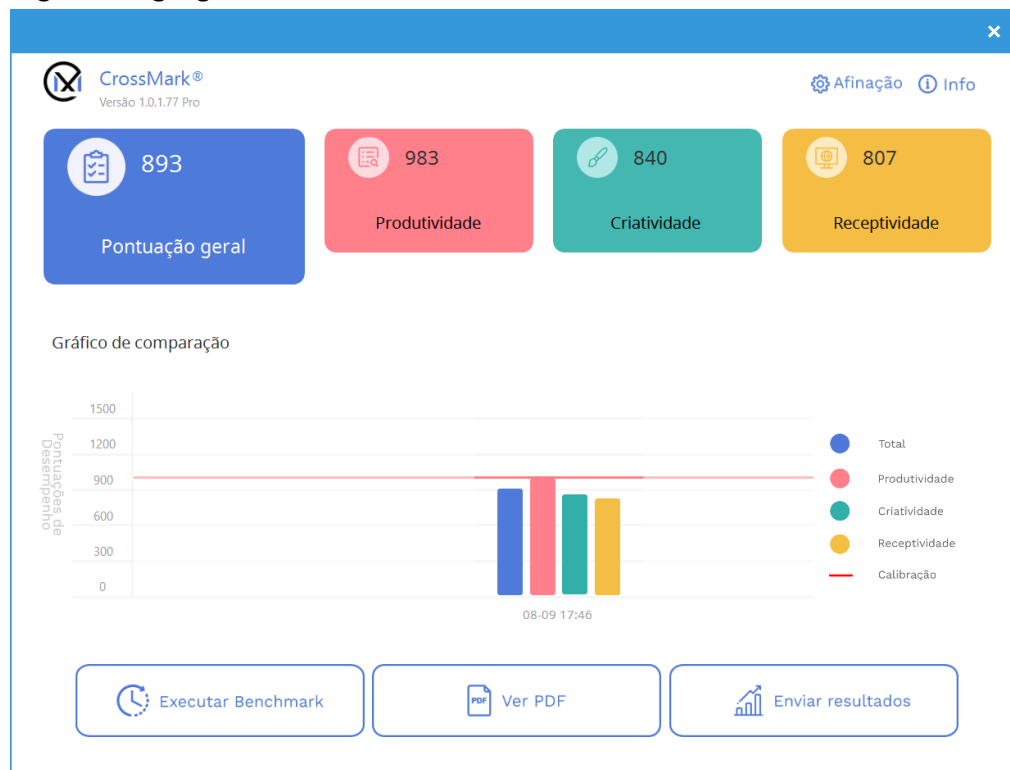 ×
CrossMark®
Versão 1.0.1.77 Pro
Afinação
Info
893
Pontuação geral
983
Produtividade
840
Criatividade
807
Receptividade
Gráfico de comparação
Pontuações de
Desempenho
1500
1200
900
600
300
0
08-09 17:46
Total
Produtividade
Criatividade
Receptividade
Calibração
Executar Benchmark
PDF
Ver PDF
Enviar resultados